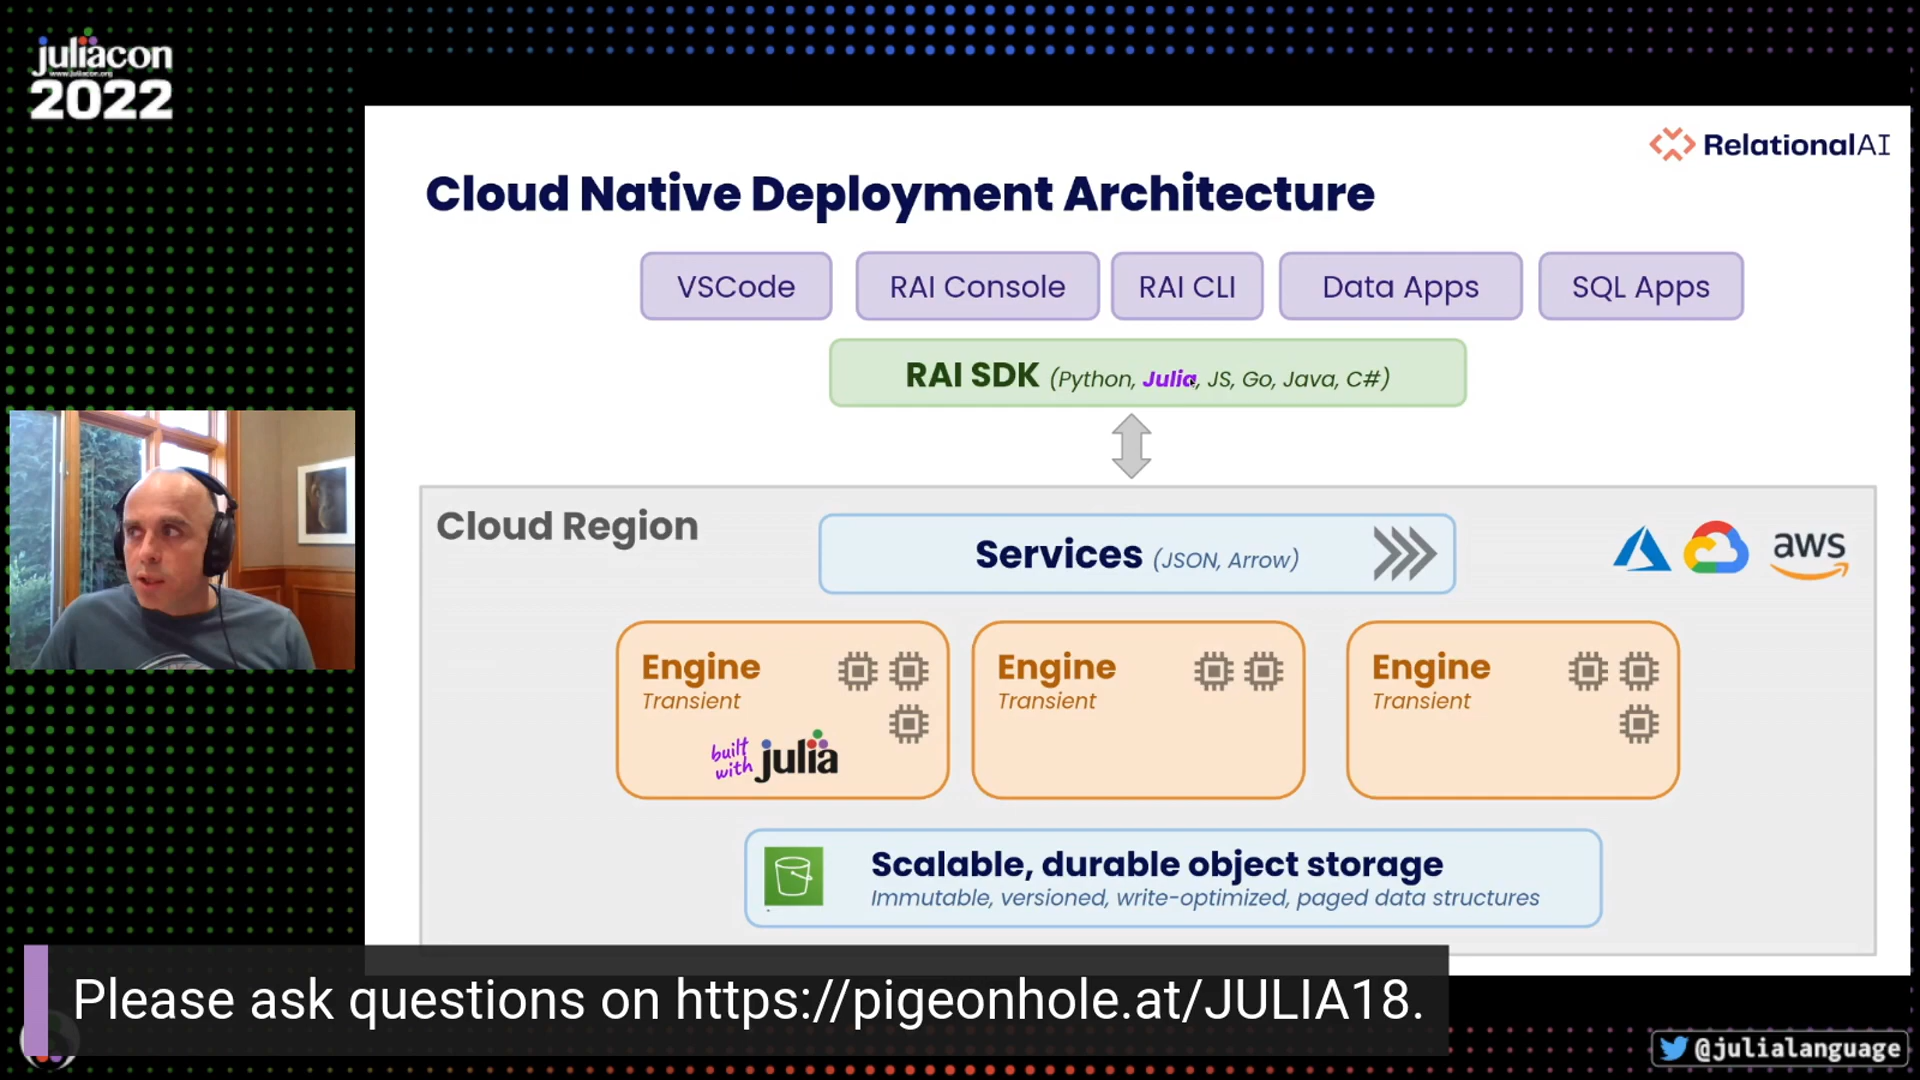 juliacon
www.juliacon.org
2022
RelationalAI
Cloud Native Deployment Architecture
VSCode
RAI Console
RAI CLI
Data Apps
SQL Apps
RAI SDK (Python, Julia, JS, Go, Java, C#)
Cloud Region
Services (JSON, Arrow)
aws
Engine
Transient
built
with julia
Engine
Transient
Engine
Transient
Scalable, durable object storage
Immutable, versioned, write-optimized, paged data structures
Please ask questions on https://pigeonhole.at/JULIA18.
@julialanguage